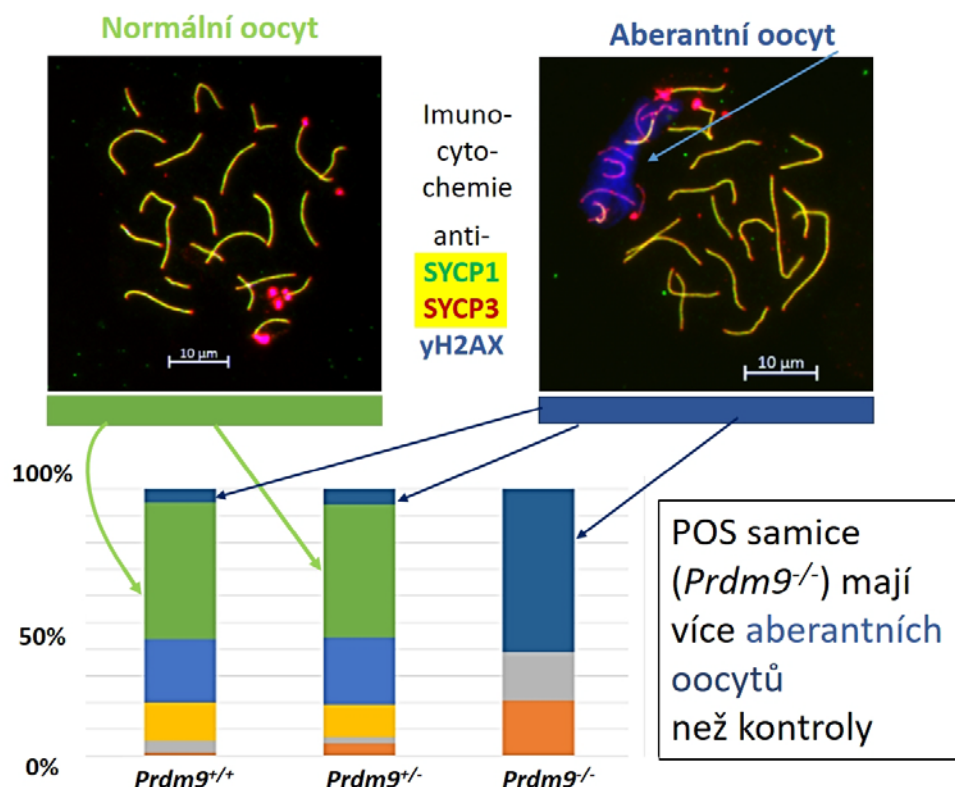 Normální oocyt
Aberantní oocyt
Imuno-
cyto-
chemie
anti-
SYCP1
SYCP3
γH2AX
10 µm
10 µm
100%
50%
0%
Prdm9+/+
Prdm9+/-
Prdm9-/-
POS samice
(Prdm9-/-) mají
více aberantních
oocytů
než kontroly